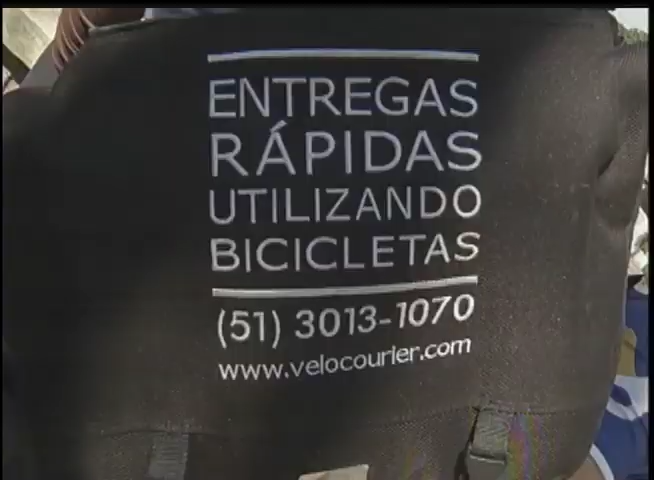 ENTREGAS
RÁPIDAS
UTILIZANDO
BICICLETAS
(51) 3013-1070
www.velocourier.com